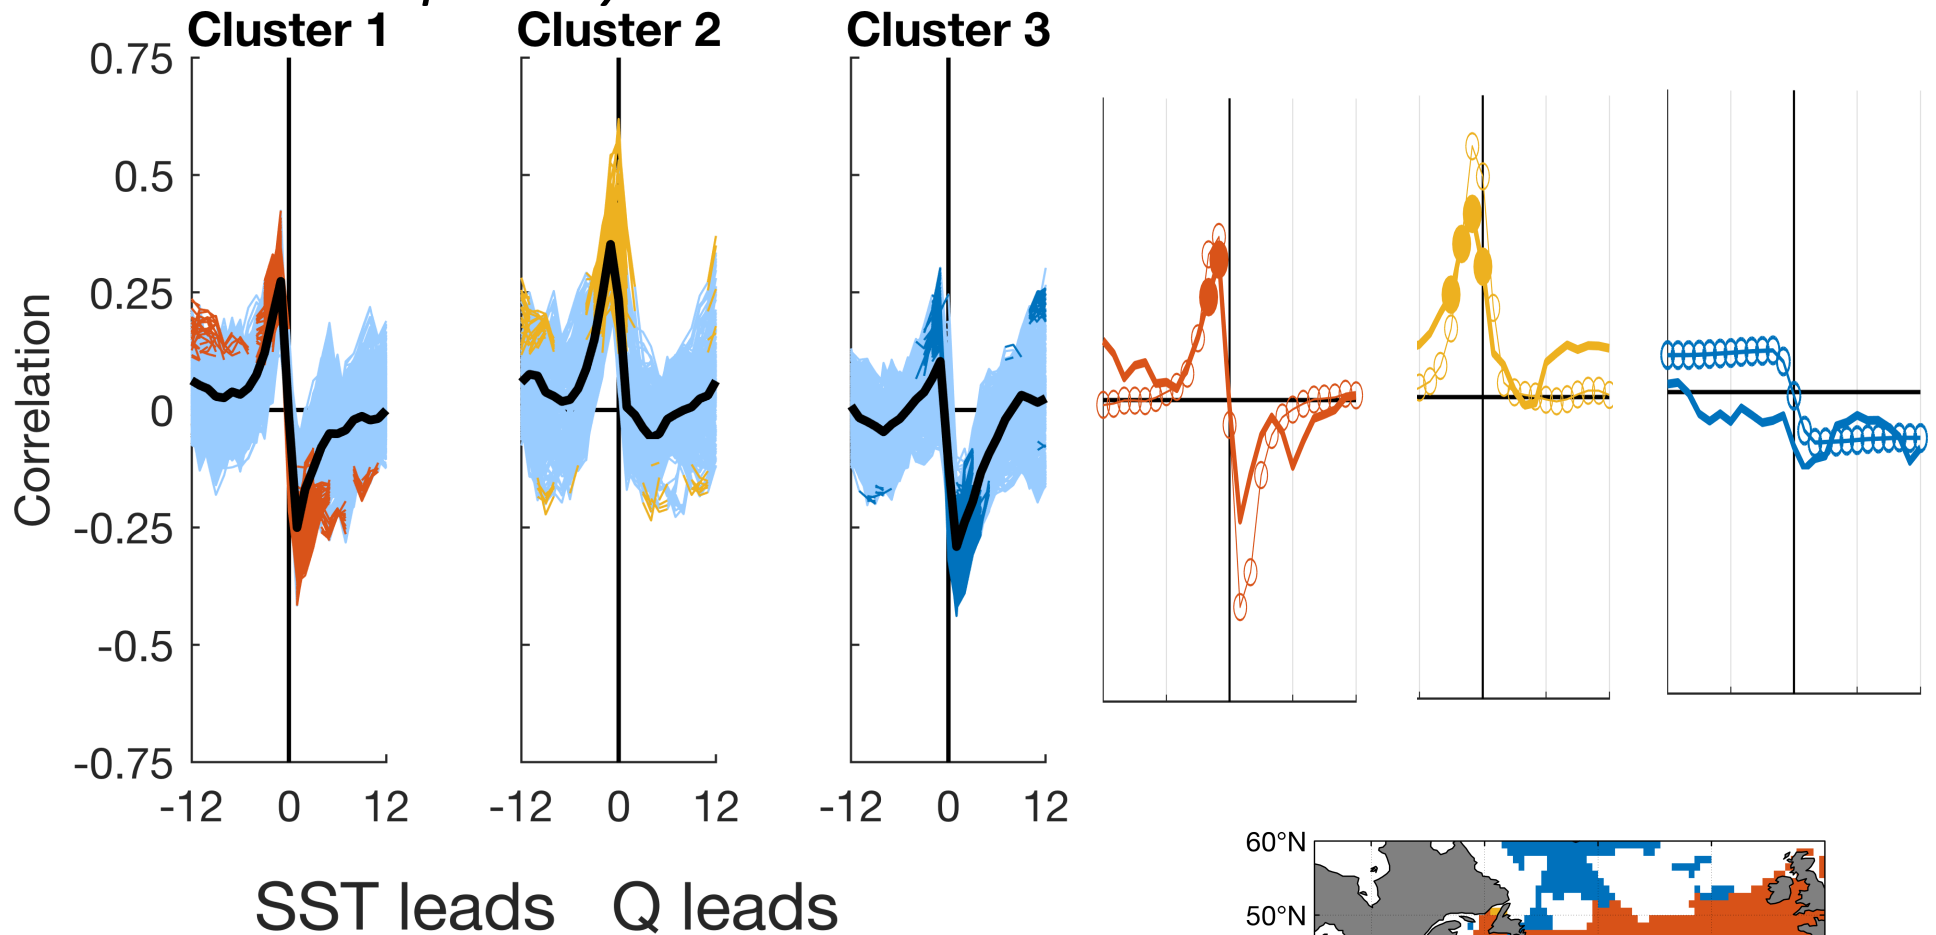 Cluster 1 Cluster 2 Cluster 3
0.75
0.5
0.25
0
-0.25
-0.5
-0.75
Correlation
-12 0 12 -12 0 12 -12 0 12
SST leads Q leads
60°N
50°N